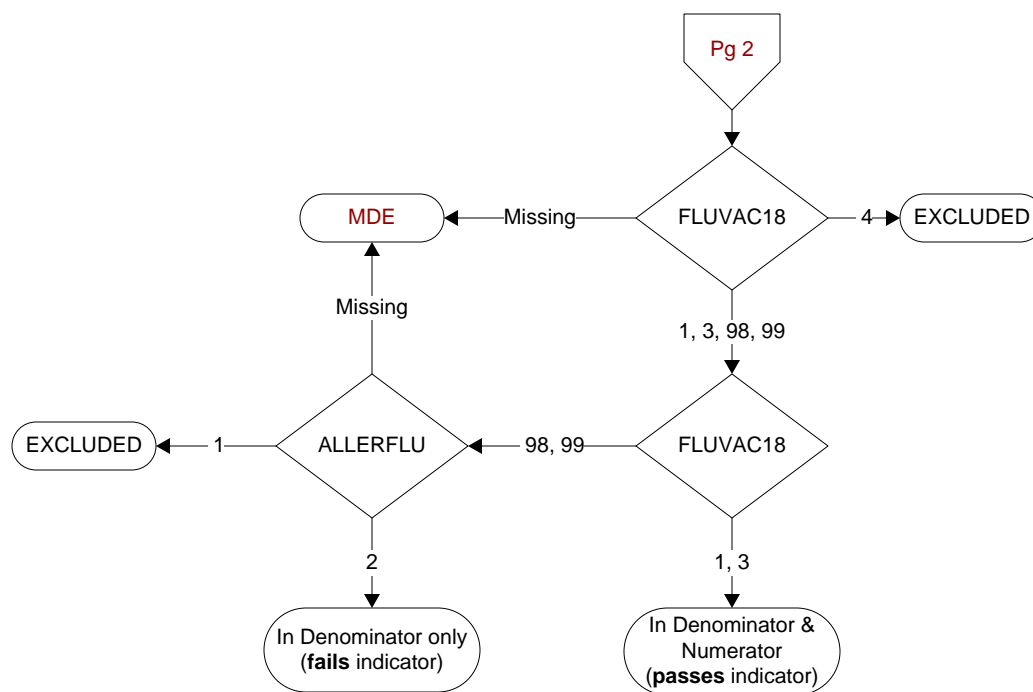 Pg 2
MDE
Missing
FLUVAC18
4
EXCLUDED
Missing
1, 3, 98, 99
EXCLUDED
1
ALLERFLU
98, 99
FLUVAC18
2
1, 3
In Denominator only
(fails indicator)
In Denominator &
Numerator
(passes indicator)